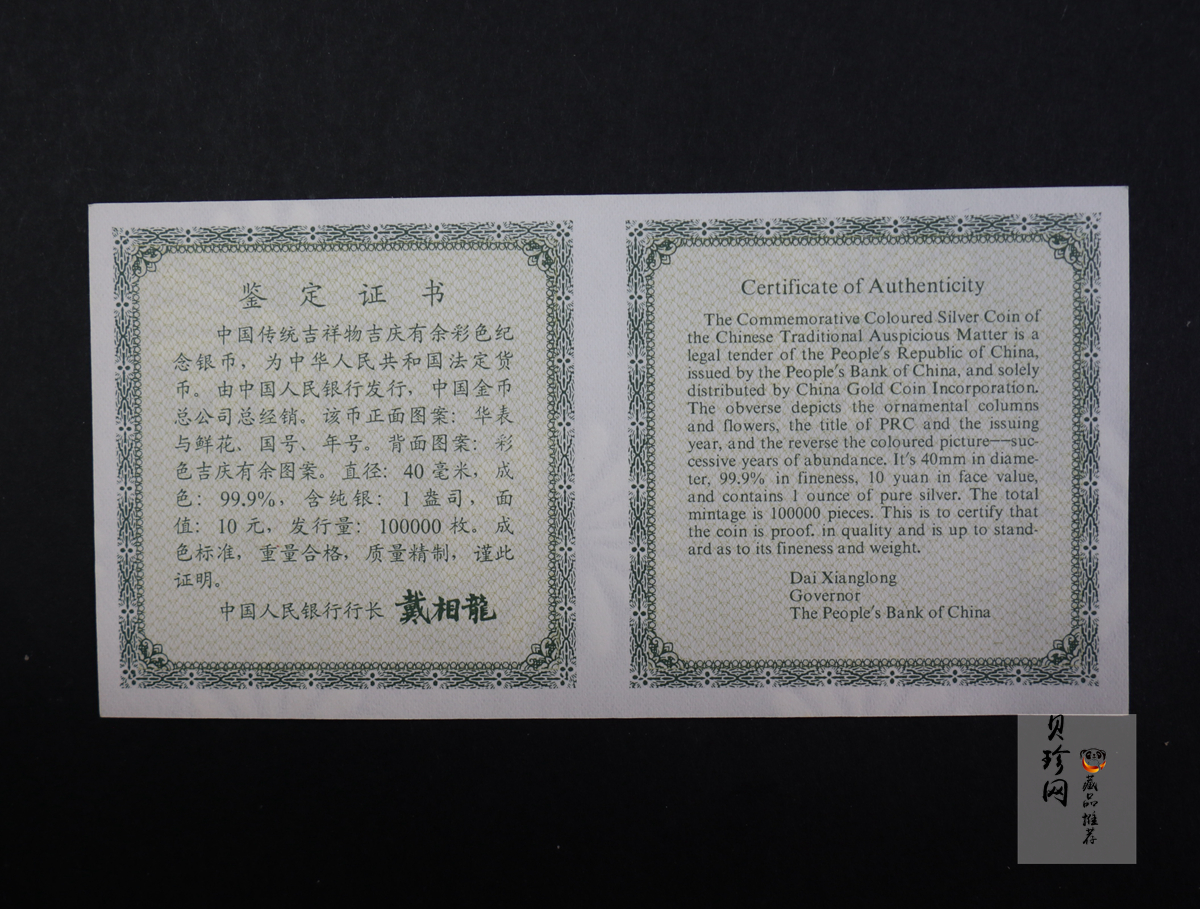 鉴定证书
中国传统吉祥物吉庆有余彩色纪
念银币，为中华人民共和国法定货
币。由中国人民银行发行，中国金币
总公司总经销。该币正面图案：华表
与鲜花、国号、年号。背面图案：彩
色吉庆有余图案。直径：40毫米，成
色：99.9%，含纯银：1盎司，面
值：10元，发行量：100000枚。成
色标准，重量合格，质量精制，谨此
证明。
中国人民银行行长 戴相龍
Certificate of Authenticity
The Commemorative Coloured Silver Coin of
the Chinese Traditional Auspicious Matter is a
legal tender of the People's Republic of China,
issued by the People's Bank of China, and solely
distributed by China Gold Coin Incorporation.
The obverse depicts the ornamental columns
and flowers, the title of PRC and the issuing
year, and the reverse the coloured picture—suc-
cessive years of abundance. It's 40mm in diame-
ter, 99.9% in fineness, 10 yuan in face value,
and contains 1 ounce of pure silver. The total
mintage is 100000 pieces. This is to certify that
the coin is proof. in quality and is up to stand-
ard as to its fineness and weight.
Dai Xianglong
Governor
The People's Bank of China
贝珍网
藏品推荐